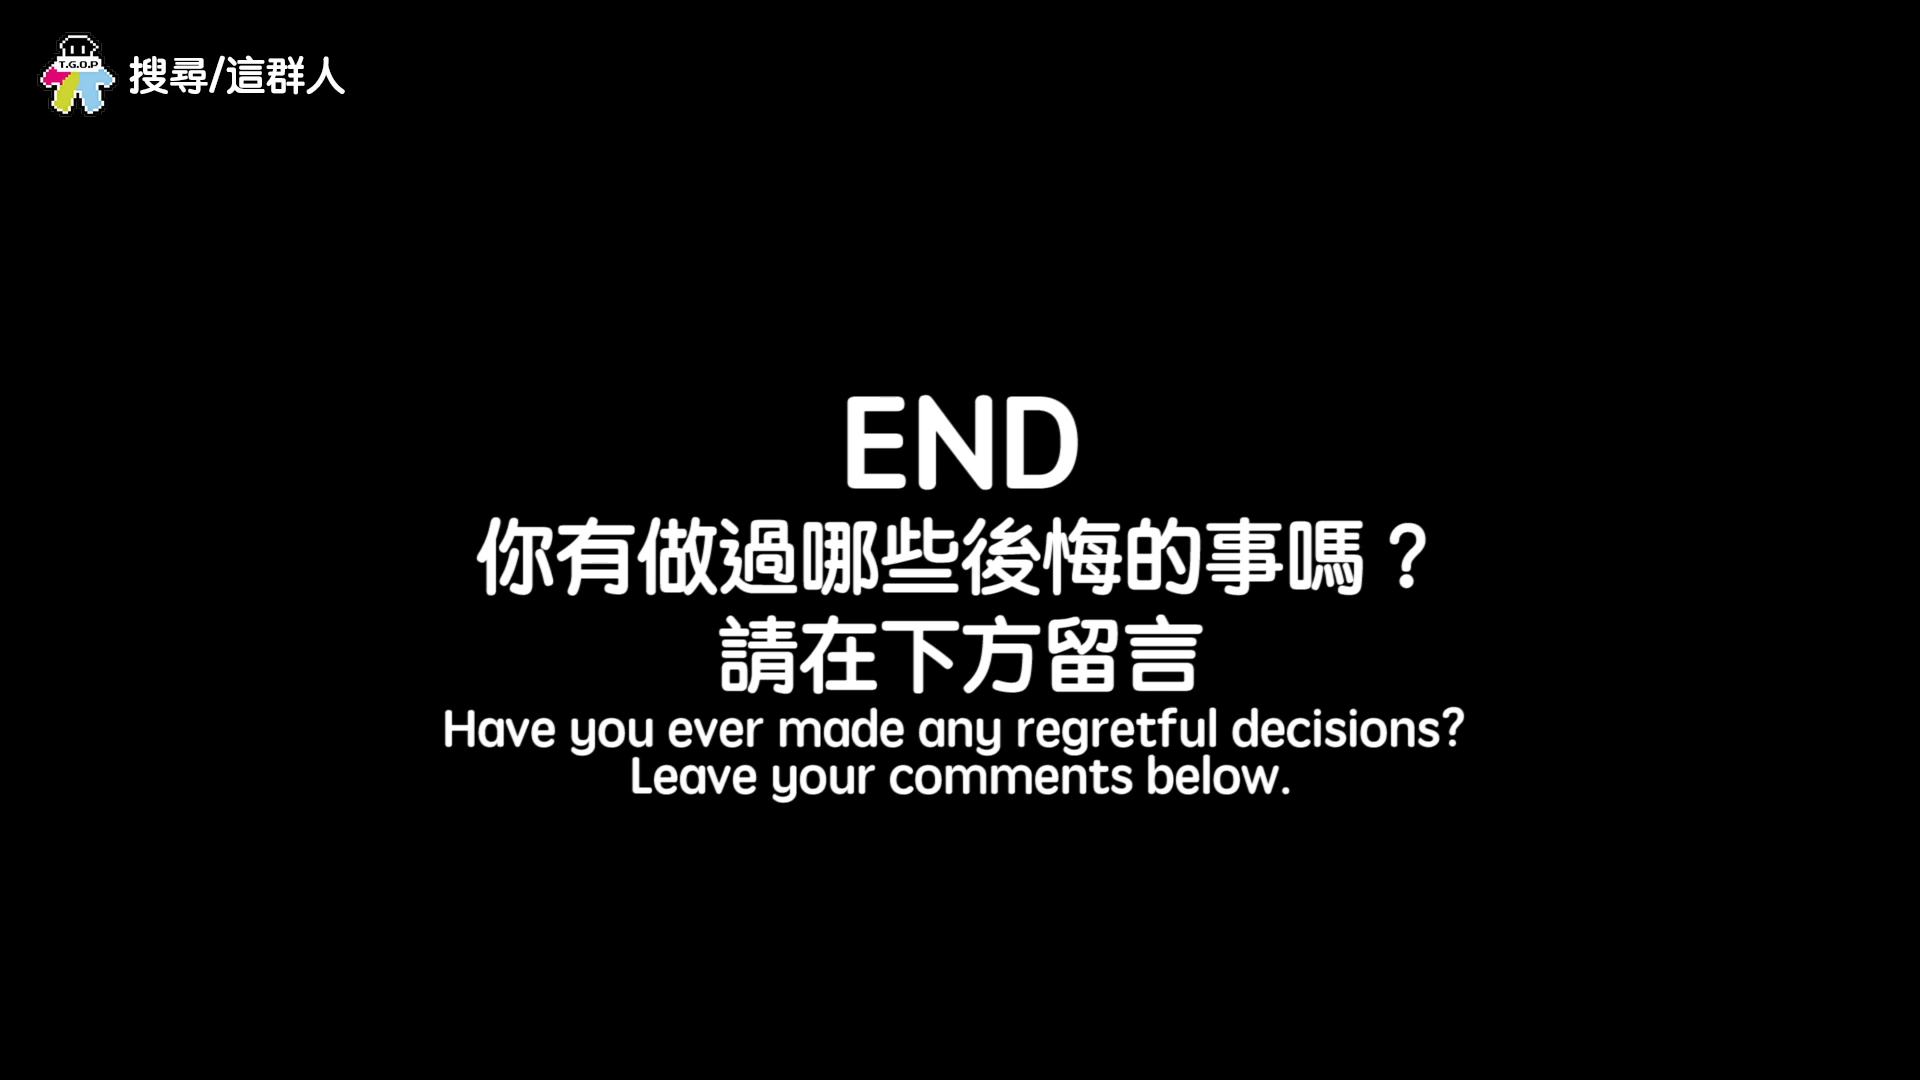 T.G.O.P
搜尋/這群人
END
你有做過哪些後悔的事嗎？
請在下方留言
Have you ever made any regretful decisions?
Leave your comments below.